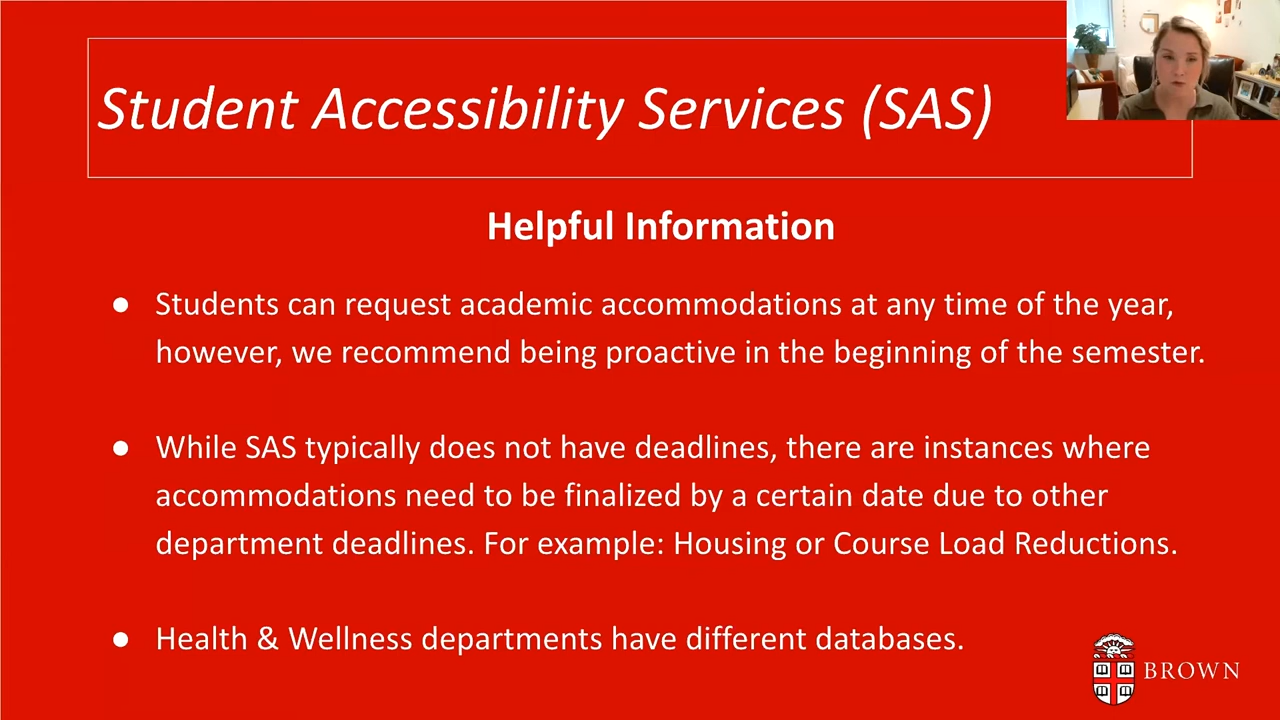 Student Accessibility Services (SAS)
Helpful Information
● Students can request academic accommodations at any time of the year,
however, we recommend being proactive in the beginning of the semester.
● While SAS typically does not have deadlines, there are instances where
accommodations need to be finalized by a certain date due to other
department deadlines. For example: Housing or Course Load Reductions.
● Health & Wellness departments have different databases.
BROWN